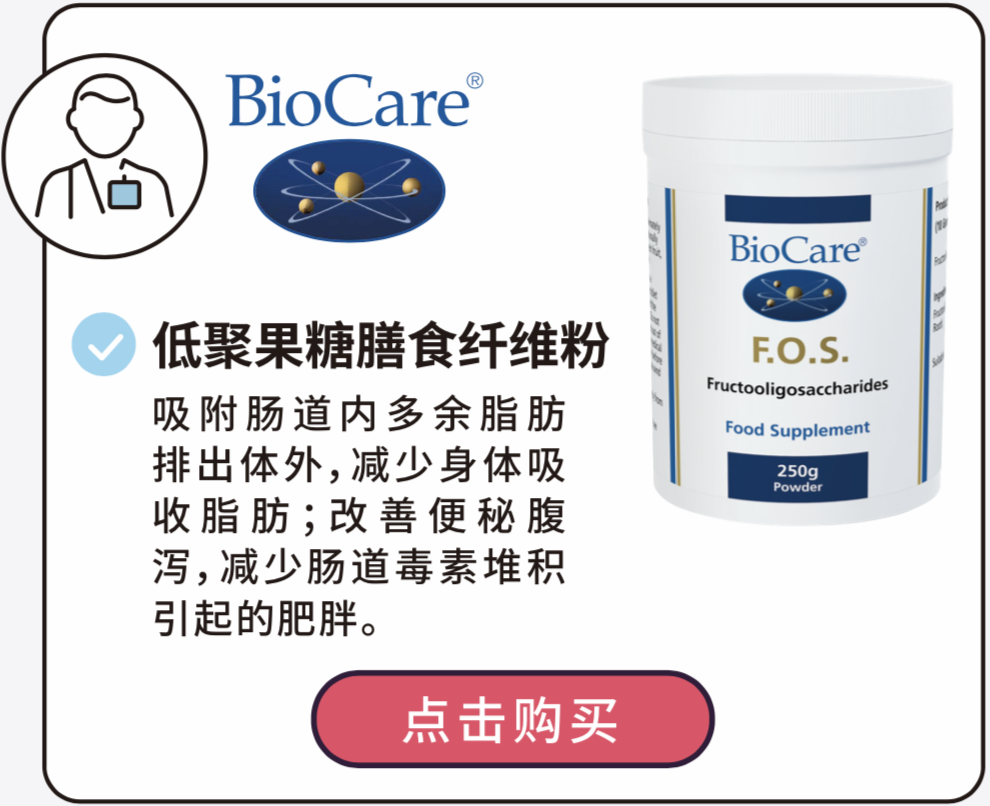 BioCare®
低聚果糖膳食纤维粉
吸附肠道内多余脂肪
排出体外,减少身体吸
收脂肪;改善便秘腹
泻,减少肠道毒素堆积
引起的肥胖。
点击购买
BioCare®
F.O.S.
Fructooligosaccharides
Food Supplement
250g
Powder